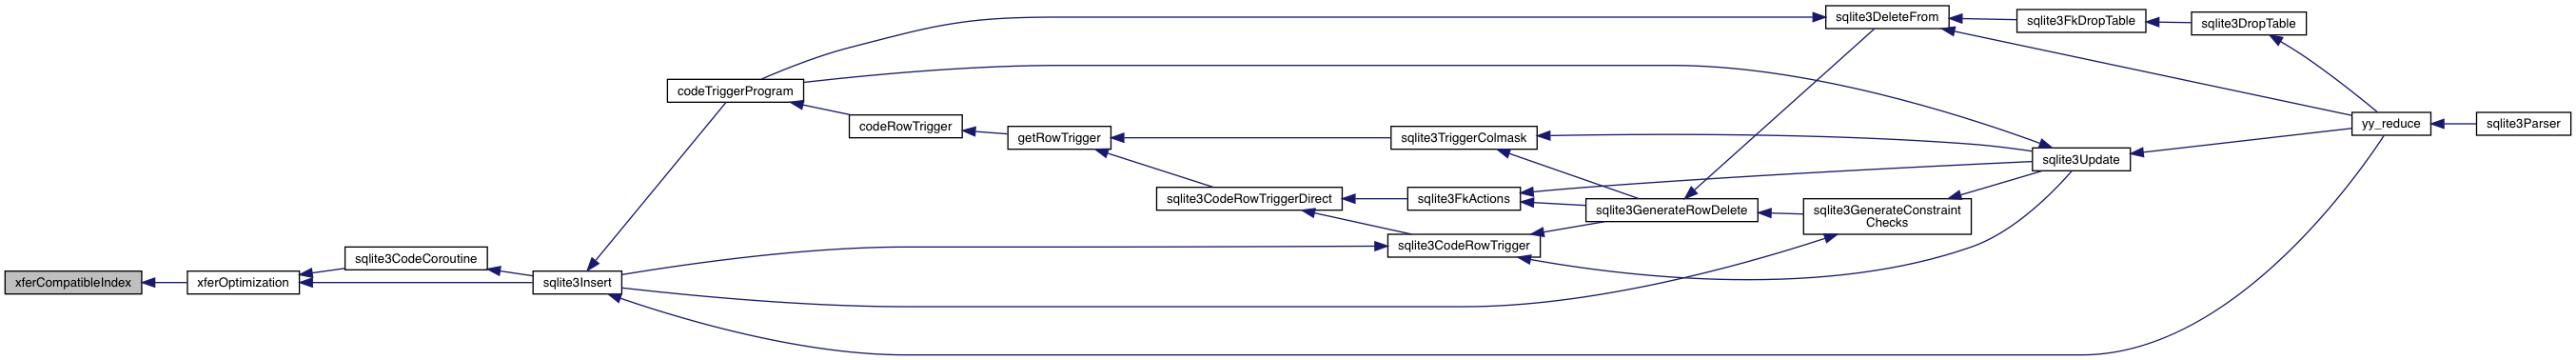 sqlite3DeleteFrom
sqlite3FkDropTable
sqlite3DropTable
codeTriggerProgram
codeRowTrigger
getRowTrigger
sqlite3TriggerColmask
yy_reduce
sqlite3Parser
sqlite3Update
sqlite3CodeRowTriggerDirect
sqlite3FkActions
sqlite3GenerateRowDelete
sqlite3GenerateConstraint
Checks
sqlite3CodeRowTrigger
sqlite3CodeCoroutine
xferCompatibleIndex
xferOptimization
sqlite3Insert